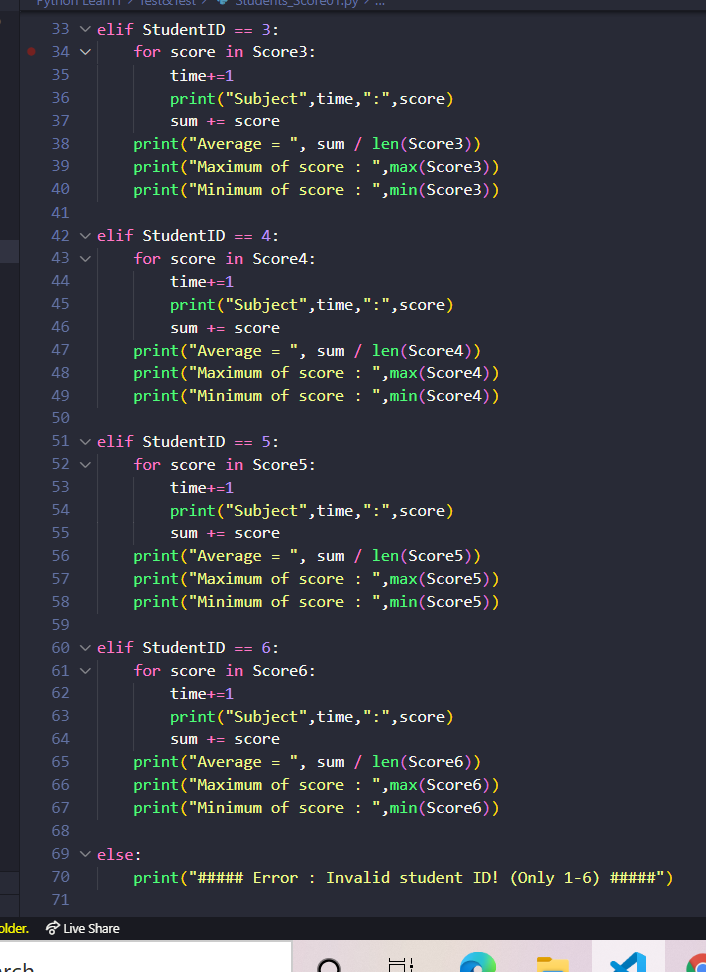 Python Learn1 > Test&Test > Students_Score01.py > ...
33 elif StudentID == 3:
34 for score in Score3:
35 time+=1
36 print("Subject",time,":",score)
37 sum += score
38 print("Average = ", sum / len(Score3))
39 print("Maximum of score : ",max(Score3))
40 print("Minimum of score : ",min(Score3))
41
42 elif StudentID == 4:
43 for score in Score4:
44 time+=1
45 print("Subject",time,":",score)
46 sum += score
47 print("Average = ", sum / len(Score4))
48 print("Maximum of score : ",max(Score4))
49 print("Minimum of score : ",min(Score4))
50
51 elif StudentID == 5:
52 for score in Score5:
53 time+=1
54 print("Subject",time,":",score)
55 sum += score
56 print("Average = ", sum / len(Score5))
57 print("Maximum of score : ",max(Score5))
58 print("Minimum of score : ",min(Score5))
59
60 elif StudentID == 6:
61 for score in Score6:
62 time+=1
63 print("Subject",time,":",score)
64 sum += score
65 print("Average = ", sum / len(Score6))
66 print("Maximum of score : ",max(Score6))
67 print("Minimum of score : ",min(Score6))
68
69 else:
70 print("##### Error : Invalid student ID! (Only 1-6) #####")
71
older. Live Share
arch